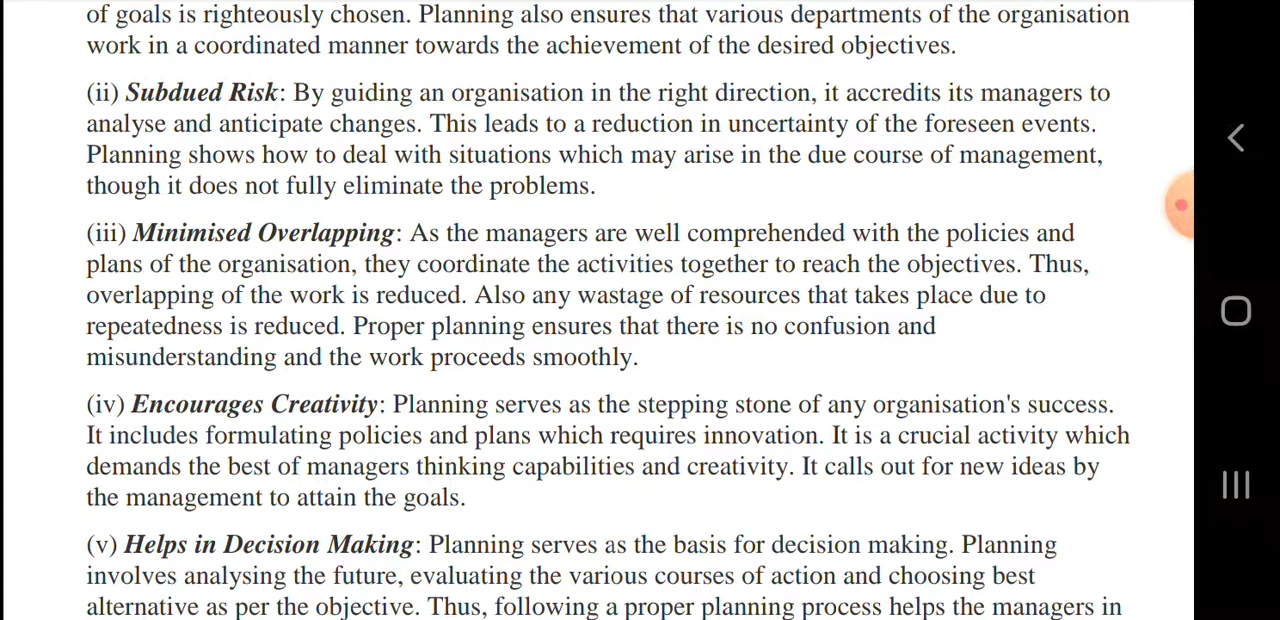 of goals is righteously chosen. Planning also ensures that various departments of the organisation
work in a coordinated manner towards the achievement of the desired objectives.
(ii) Subdued Risk: By guiding an organisation in the right direction, it accredits its managers to
analyse and anticipate changes. This leads to a reduction in uncertainty of the foreseen events.
Planning shows how to deal with situations which may arise in the due course of management,
though it does not fully eliminate the problems.
(iii) Minimised Overlapping: As the managers are well comprehended with the policies and
plans of the organisation, they coordinate the activities together to reach the objectives. Thus,
overlapping of the work is reduced. Also any wastage of resources that takes place due to
repeatedness is reduced. Proper planning ensures that there is no confusion and
misunderstanding and the work proceeds smoothly.
(iv) Encourages Creativity: Planning serves as the stepping stone of any organisation's success.
It includes formulating policies and plans which requires innovation. It is a crucial activity which
demands the best of managers thinking capabilities and creativity. It calls out for new ideas by
the management to attain the goals.
(v) Helps in Decision Making: Planning serves as the basis for decision making. Planning
involves analysing the future, evaluating the various courses of action and choosing best
alternative as per the objective. Thus, following a proper planning process helps the managers in